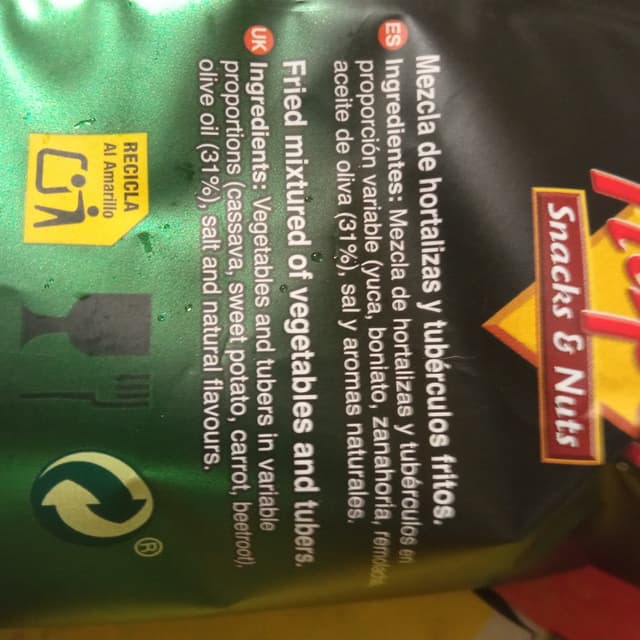 Snacks & Nuts
Mezcla de hortalizas y tubérculos fritos.
ES Ingredientes: Mezcla de hortalizas y tubérculos en
proporción variable (yuca, boniato, zanahoria, remolacha),
aceite de oliva (31%), sal y aromas naturales.
Fried mixtured of vegetables and tubers.
UK Ingredients: Vegetables and tubers in variable
proportions (cassava, sweet potato, carrot, beetroot),
olive oil (31%), salt and natural flavours.
RECICLA
Al Amarillo
®